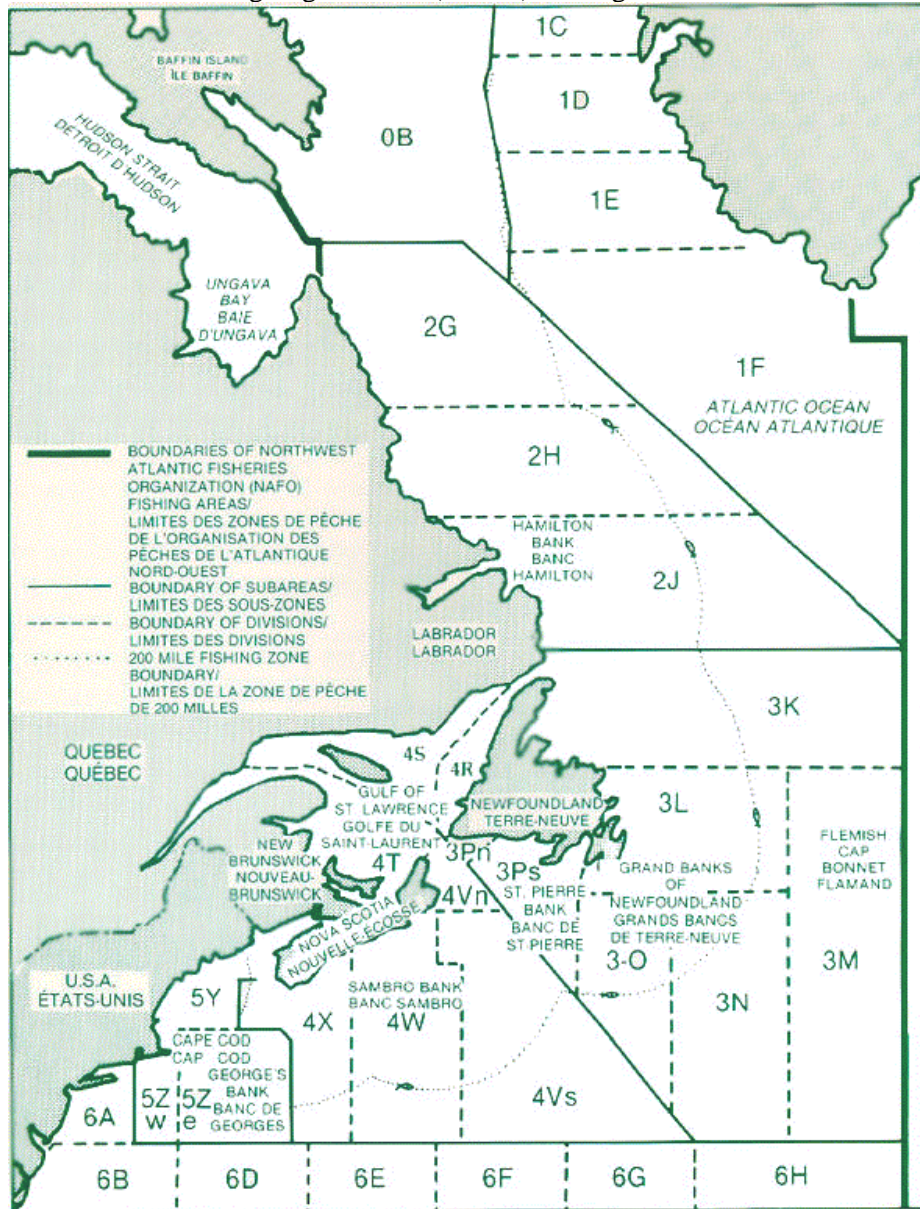 1C
BAFFIN ISLAND
ÎLE BAFFIN
1D
0B
HUDSON STRAIT
DETROIT D'HUDSON
1E
UNGAVA
BAY
BAIE
D'UNGAVA
2G
1F
ATLANTIC OCEAN
OCÉAN ATLANTIQUE
2H
BOUNDARIES OF NORTHWEST
ATLANTIC FISHERIES
ORGANIZATION (NAFO)
FISHING AREAS/
LIMITES DES ZONES DE PÊCHE
DE L'ORGANISATION DES
PÊCHES DE L'ATLANTIQUE
NORD-OUEST
BOUNDARY OF SUBAREAS/
LIMITES DES SOUS-ZONES
BOUNDARY OF DIVISIONS/
LIMITES DES DIVISIONS
200 MILE FISHING ZONE
BOUNDARY/
LIMITES DE LA ZONE DE PÊCHE
DE 200 MILLES
HAMILTON
BANK
BANC
HAMILTON
2J
LABRADOR
LABRADOR
3K
QUEBEC
QUÉBEC
4S
4R
GULF OF
ST. LAWRENCE
GOLFE DU
SAINT-LAURENT
NEWFOUNDLAND
TERRE-NEUVE
3L
FLEMISH
CAP
BONNET
FLAMAND
NEW
BRUNSWICK
NOUVEAU-
BRUNSWICK
4T
3Pn
3Ps
4Vn
ST. PIERRE
BANK
BANC DE
ST-PIERRE
GRAND BANKS
OF
NEWFOUNDLAND
GRANDS BANCS
DE TERRE-NEUVE
NOVA SCOTIA
NOUVELLE-ÉCOSSE
3-O
3M
3N
U.S.A.
ÉTATS-UNIS
5Y
4X
SAMBRO BANK
BANC SAMBRO
4W
CAPE COD
CAP COD
GEORGE'S
BANK
BANC DE
GEORGES
6A
5Z
w
5Z
e
4Vs
6B
6D
6E
6F
6G
6H